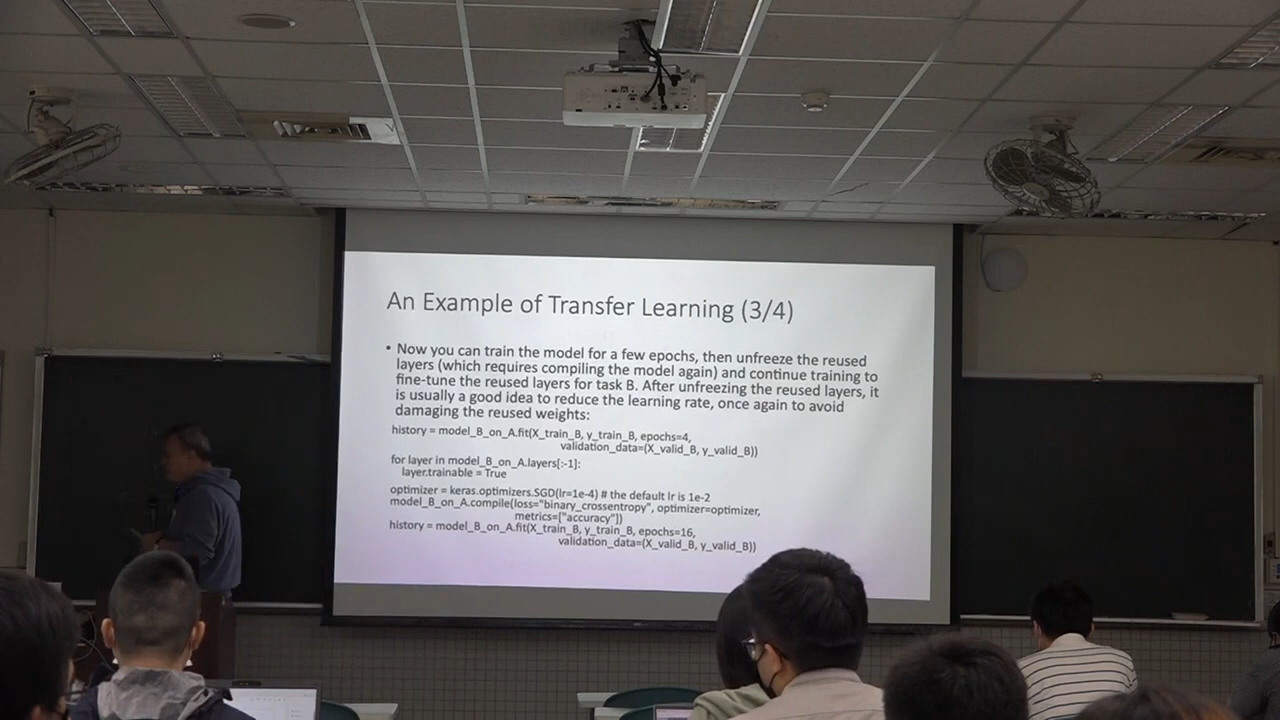 An Example of Transfer Learning (3/4)
• Now you can train the model for a few epochs, then unfreeze the reused
layers (which requires compiling the model again) and continue training to
fine-tune the reused layers for task B. After unfreezing the reused layers, it
is usually a good idea to reduce the learning rate, once again to avoid
damaging the reused weights:
history = model_B_on_A.fit(X_train_B, y_train_B, epochs=4,
validation_data=(X_valid_B, y_valid_B))
for layer in model_B_on_A.layers[:-1]:
layer.trainable = True
optimizer = keras.optimizers.SGD(lr=1e-4) # the default lr is 1e-2
model_B_on_A.compile(loss="binary_crossentropy", optimizer=optimizer,
metrics=["accuracy"])
history = model_B_on_A.fit(X_train_B, y_train_B, epochs=16,
validation_data=(X_valid_B, y_valid_B))